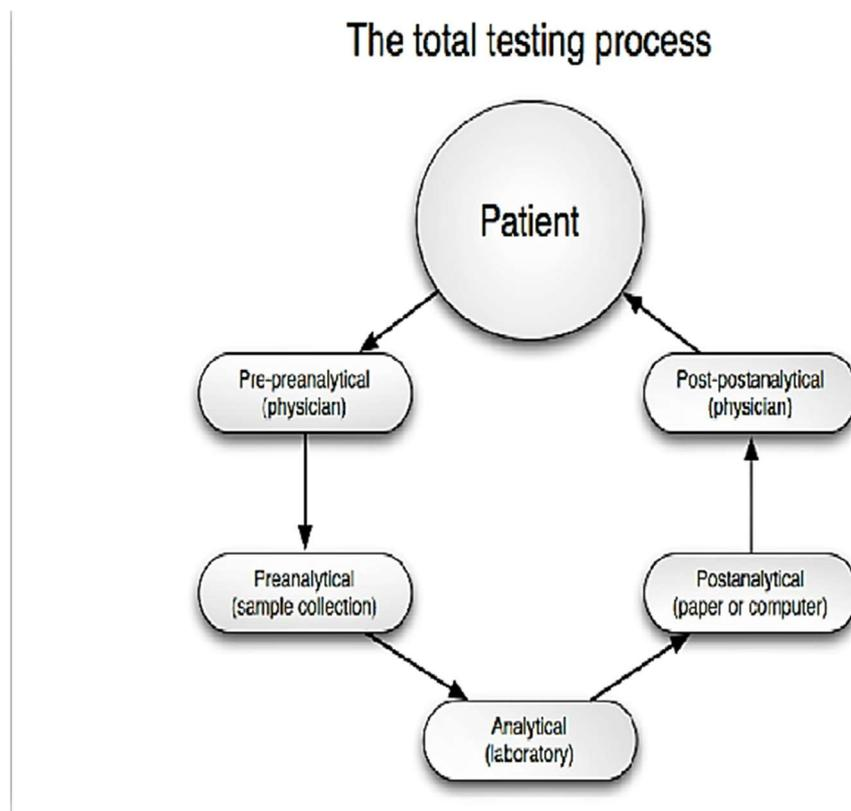 The total testing process
Patient
Pre-preanalytical
(physician)
Post-postanalytical
(physician)
Preanalytical
(sample collection)
Postanalytical
(paper or computer)
Analytical
(laboratory)